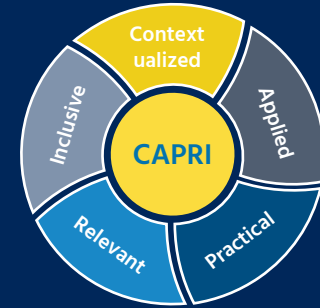 Context
ualized
Applied
Practical
Relevant
Inclusive
CAPRI